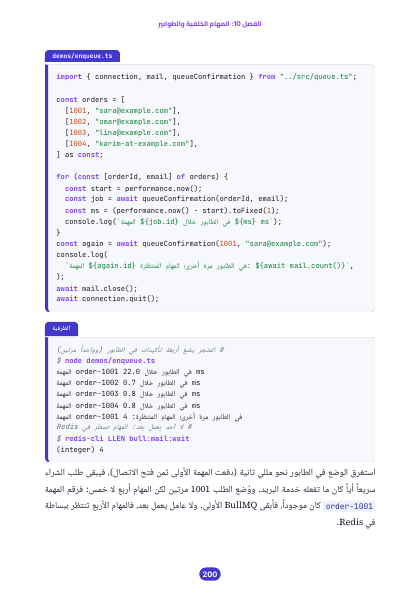 الفصل 10: المهام الخلفية والطوابير
demos/enqueue.ts
import { connection, mail, queueConfirmation } from "../src/queue.ts";
const orders = [
[1001, "sara@example.com"],
[1002, "omar@example.com"],
[1003, "lina@example.com"],
[1004, "karim-at-example.com"],
] as const;
for (const [orderId, email] of orders) {
const start = performance.now();
const job = await queueConfirmation(orderId, email);
const ms = (performance.now() - start).toFixed(1);
console.log(`المهمة ${job.id} في الطابور خلال ${ms} ms`);
}
const again = await queueConfirmation(1001, "sara@example.com");
console.log(
`المهمة ${again.id} في الطابور مرة أخرى؛ المهام المنتظرة: ${await mail.count()}`,
);
await mail.close();
await connection.quit();
الطرفية
# المتجر يضع أربعة تأكيدات في الطابور (وواحداً مرتين)
$ node demos/enqueue.ts
المهمة order-1001 في الطابور خلال 22.0 ms
المهمة order-1002 في الطابور خلال 0.7 ms
المهمة order-1003 في الطابور خلال 0.8 ms
المهمة order-1004 في الطابور خلال 0.8 ms
المهمة order-1001 في الطابور مرة أخرى؛ المهام المنتظرة: 4
# لا أحد يعمل بعد: المهام تنتظر في Redis
$ redis-cli LLEN bull:mail:wait
(integer) 4
استغرق الوضع في الطابور نحو مللي ثانية (دفعت المهمة الأولى ثمن فتح الاتصال)، فيبقى طلب الشراء
سريعاً أياً كان ما تفعله خدمة البريد. ووُضع الطلب 1001 مرتين لكن المهام أربع لا خمس: فرقم المهمة
order-1001 كان موجوداً، فأبقى BullMQ الأولى. ولا عامل يعمل بعد، فالمهام الأربع تنتظر ببساطة
في Redis.
200